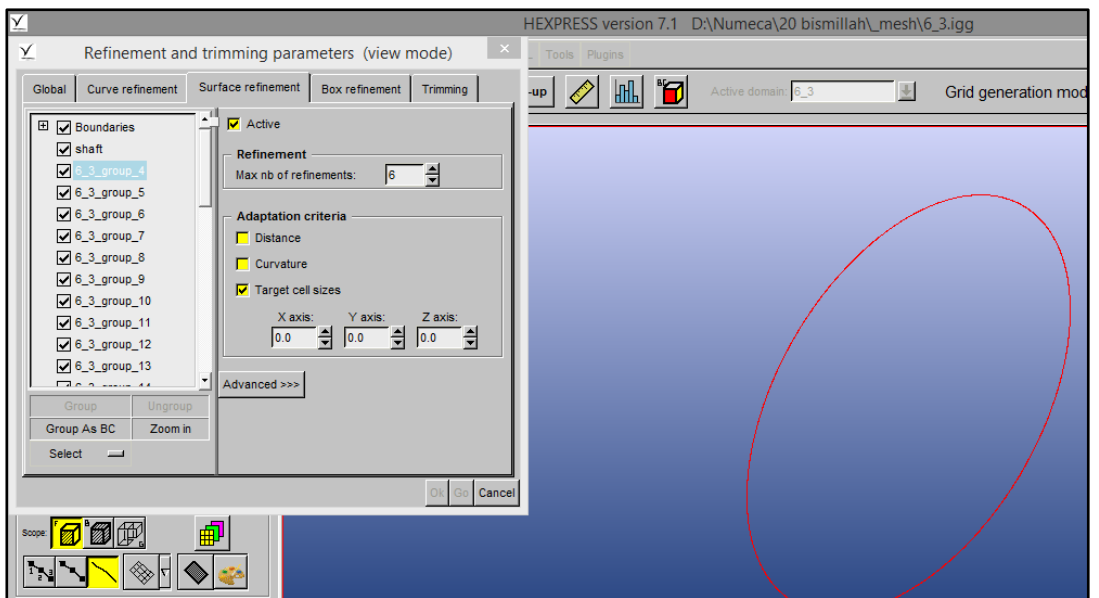 HEXPRESS version 7.1 D:\Numeca\20 bismillah\_mesh\6_3.igg
Refinement and trimming parameters (view mode)
Tools Plugins
Global Curve refinement Surface refinement Box refinement Trimming
-up
BC
Active domain: 6_3
Grid generation mod
Boundaries
shaft
6_3_group_4
6_3_group_5
6_3_group_6
6_3_group_7
6_3_group_8
6_3_group_9
6_3_group_10
6_3_group_11
6_3_group_12
6_3_group_13
Active
Refinement
Max nb of refinements: 6
Adaptation criteria
Distance
Curvature
Target cell sizes
X axis: Y axis: Z axis:
0.0 0.0 0.0
Advanced >>>
Group Ungroup
Group As BC Zoom in
Select
Ok Go Cancel
Scope: F B G
1 2 3